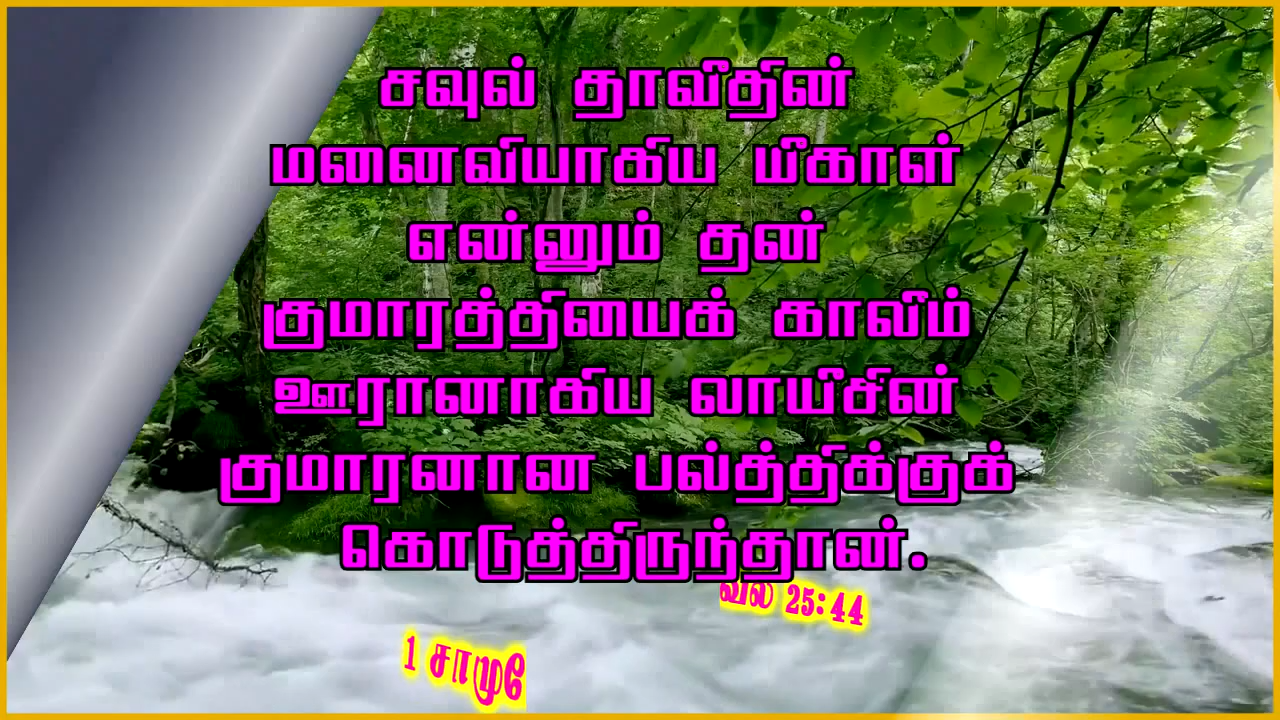 சவுல் தாவீதின்
மனைவியாகிய மீகாள்
என்னும் தன்
குமாரத்தியைக் காலீம்
ஊரானாகிய லாயீசின்
குமாரனான பல்த்திக்குக்
கொடுத்திருந்தான்.
வல் 25:44
1 சாமுே